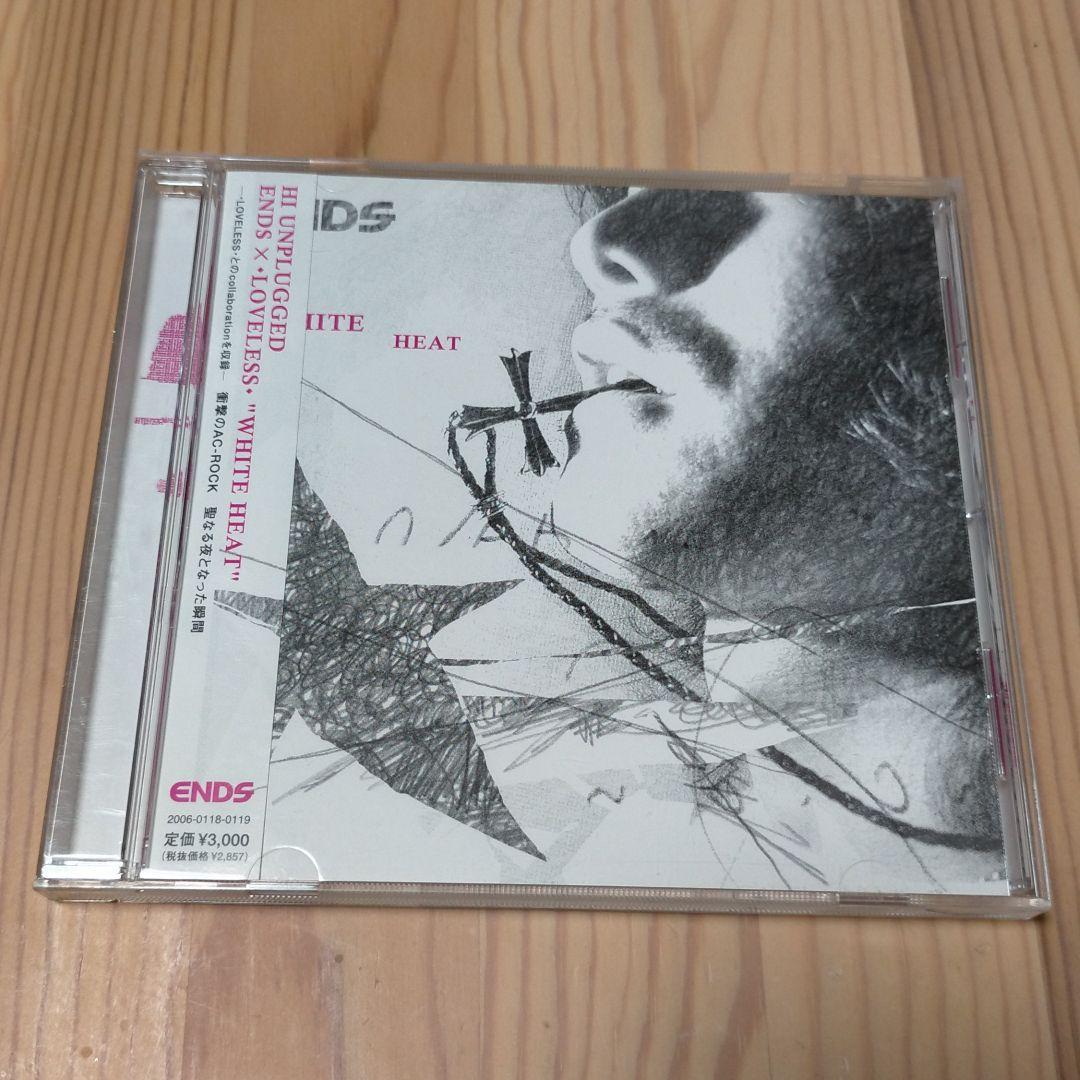 HI UNPLUGGED
ENDS × ・LOVELESS・ "WHITE HEAT"
―・LOVELESS・とのcollaborationを収録― 衝撃のAC-ROCK 聖なる夜となった瞬間
ENDS
2006-0118-0119
定価 ¥3,000
(税抜価格 ¥2,857)
NDS
HITE
HEAT